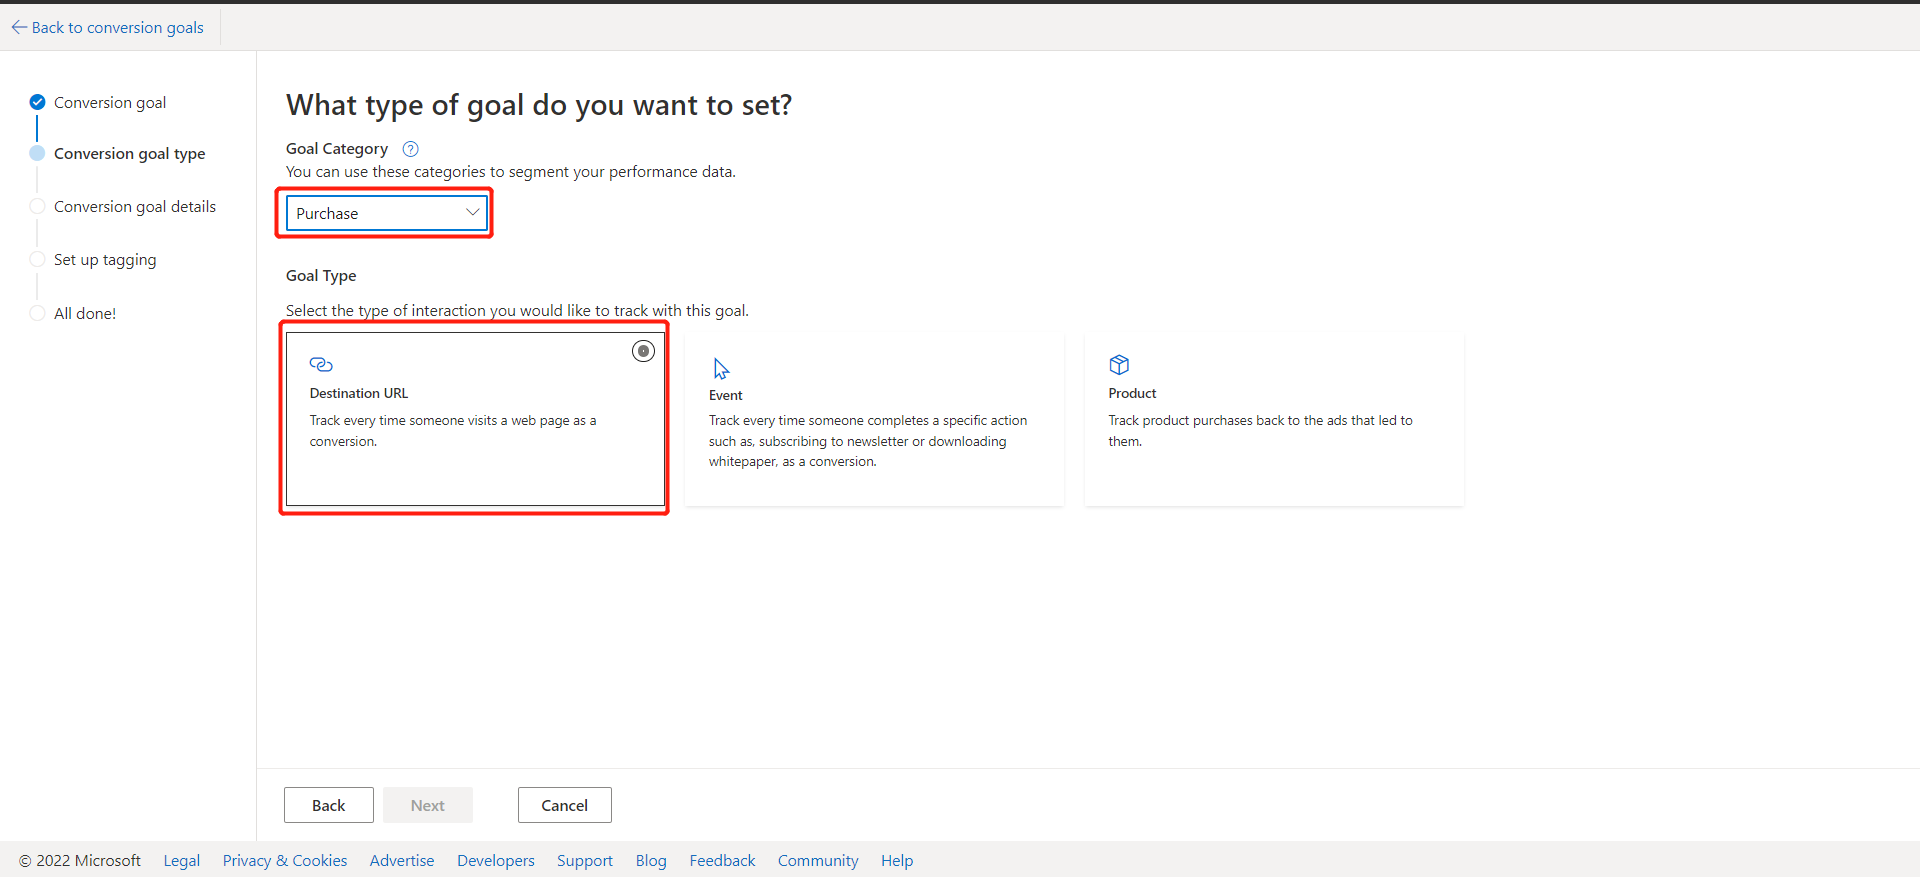 Back to conversion goals
Conversion goal
Conversion goal type
Conversion goal details
Set up tagging
All done!
What type of goal do you want to set?
Goal Category ?
You can use these categories to segment your performance data.
Purchase
Goal Type
Select the type of interaction you would like to track with this goal.
Destination URL
Track every time someone visits a web page as a
conversion.
Event
Track every time someone completes a specific action
such as, subscribing to newsletter or downloading
whitepaper, as a conversion.
Product
Track product purchases back to the ads that led to
them.
Back Next Cancel
© 2022 Microsoft Legal Privacy & Cookies Advertise Developers Support Blog Feedback Community Help